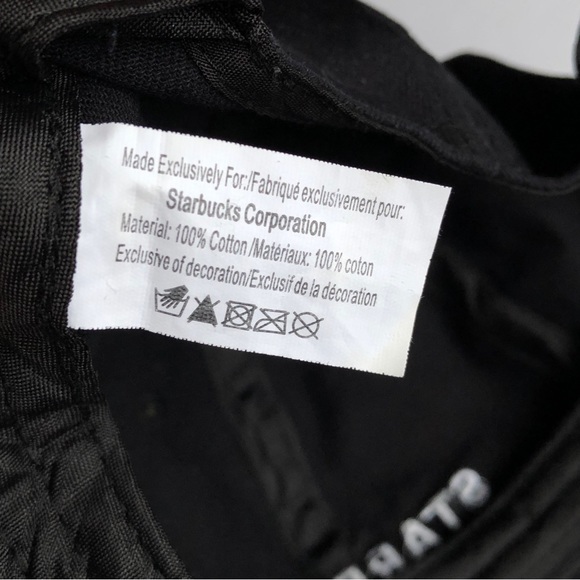 Made Exclusively For:/Fabriqué exclusivement pour:
Starbucks Corporation
Material: 100% Cotton /Matériaux: 100% coton
Exclusive of decoration/Exclusif de la décoration
STAR